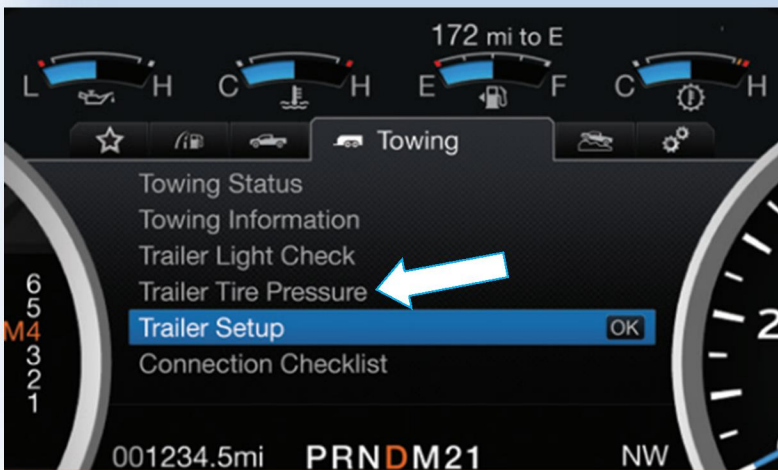 172 mi to E
L H C H E F C H
Towing
Towing Status
Towing Information
Trailer Light Check
Trailer Tire Pressure
Trailer Setup OK
Connection Checklist
6
5
M4
3
2
1
2
001234.5mi PRNDM21 NW